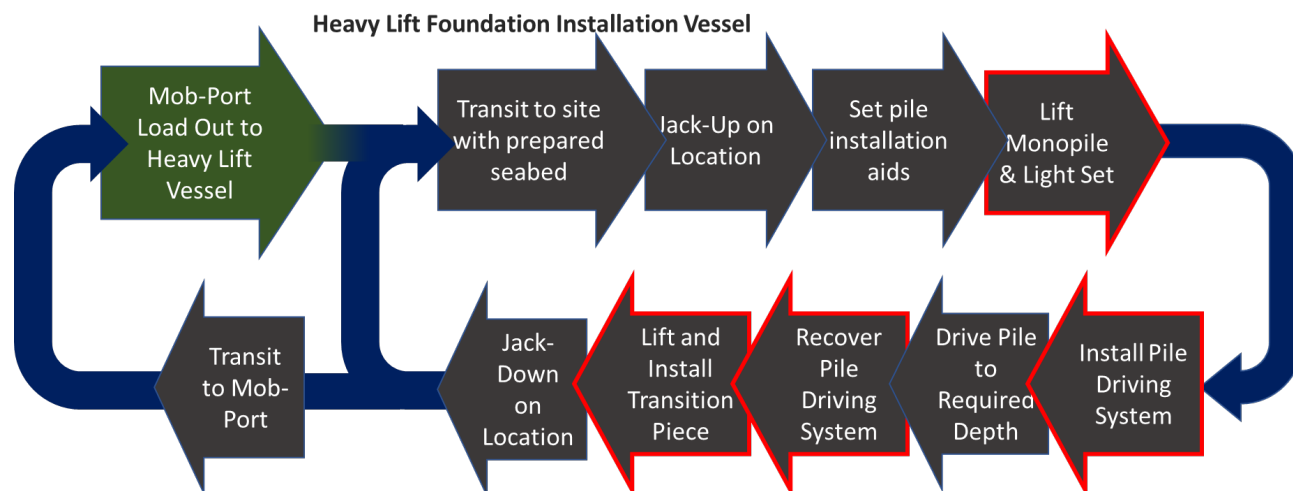 Heavy Lift Foundation Installation Vessel
Mob-Port
Load Out to
Heavy Lift
Vessel
Transit to site
with prepared
seabed
Jack-Up on
Location
Set pile
installation
aids
Lift
Monopile
& Light Set
Install Pile
Driving
System
Drive Pile
to
Required
Depth
Recover
Pile
Driving
System
Lift and
Install
Transition
Piece
Jack-
Down
on
Location
Transit
to Mob-
Port